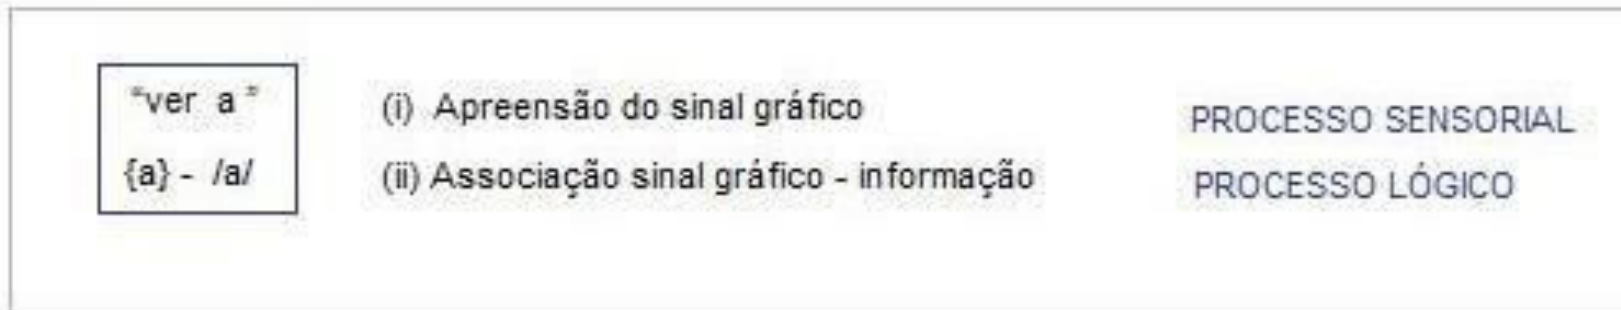 "ver a" (i) Apreensão do sinal gráfico PROCESSO SENSORIAL
{a} - /a/ (ii) Associação sinal gráfico - informação PROCESSO LÓGICO